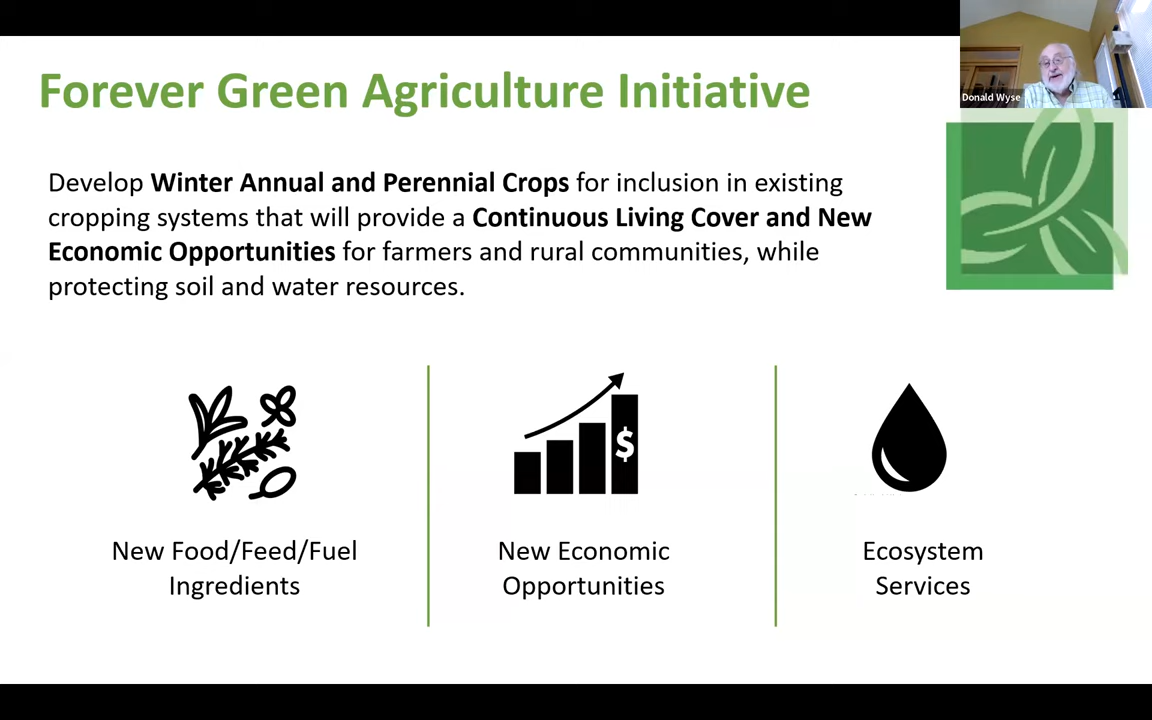 Forever Green Agriculture Initiative
Donald Wyse
Develop Winter Annual and Perennial Crops for inclusion in existing
cropping systems that will provide a Continuous Living Cover and New
Economic Opportunities for farmers and rural communities, while
protecting soil and water resources.
$
New Food/Feed/Fuel
Ingredients
New Economic
Opportunities
Ecosystem
Services